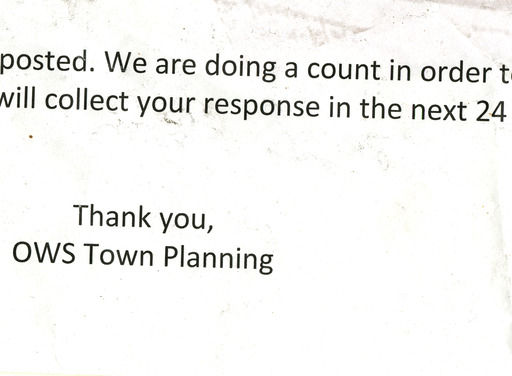 posted. We are doing a count in order to
will collect your response in the next 24
Thank you,
OWS Town Planning